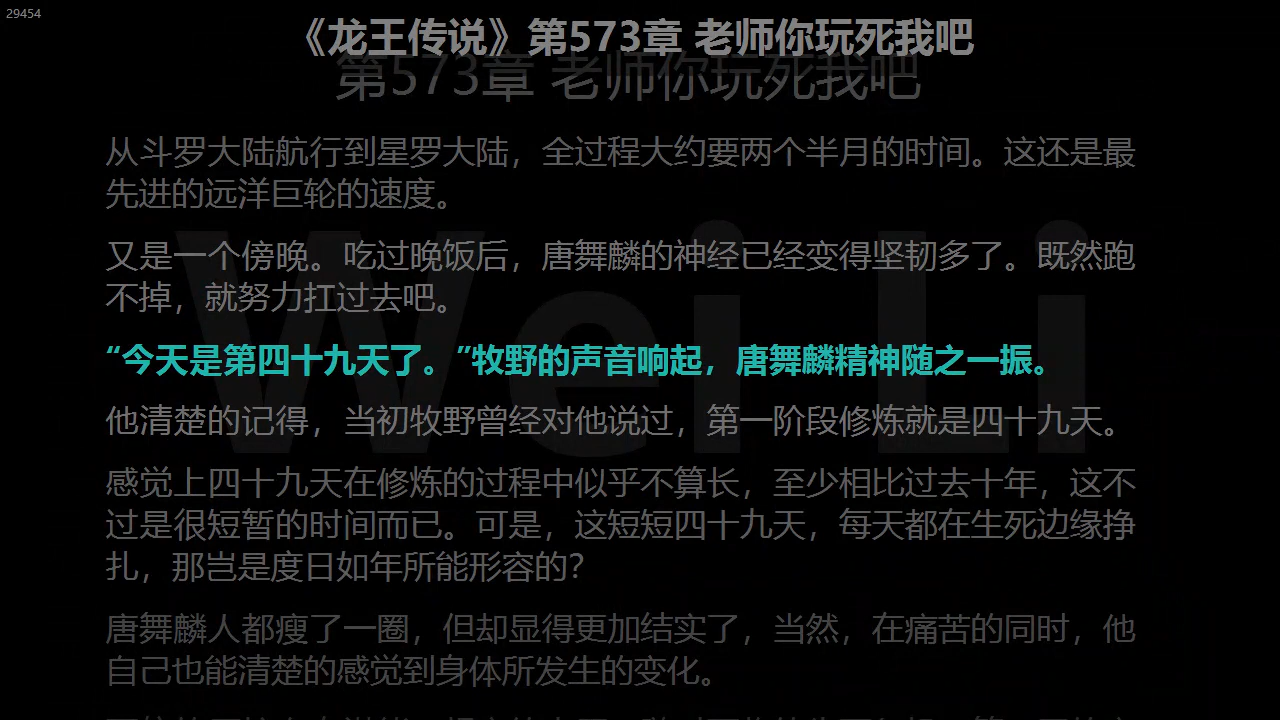 29454
《龙王传说》第573章 老师你玩死我吧
第573章 老师你玩死我吧
从斗罗大陆航行到星罗大陆，全过程大约要两个半月的时间。这还是最
先进的远洋巨轮的速度。
又是一个傍晚。吃过晚饭后，唐舞麟的神经已经变得坚韧多了。既然跑
不掉，就努力扛过去吧。
“今天是第四十九天了。”牧野的声音响起，唐舞麟精神随之一振。
他清楚的记得，当初牧野曾经对他说过，第一阶段修炼就是四十九天。
感觉上四十九天在修炼的过程中似乎不算长，至少相比过去十年，这不
过是很短暂的时间而已。可是，这短短四十九天，每天都在生死边缘挣
扎，那岂是度日如年所能形容的？
唐舞麟人都瘦了一圈，但却显得更加结实了，当然，在痛苦的同时，他
自己也能清楚的感觉到身体所发生的变化。
Wei Li